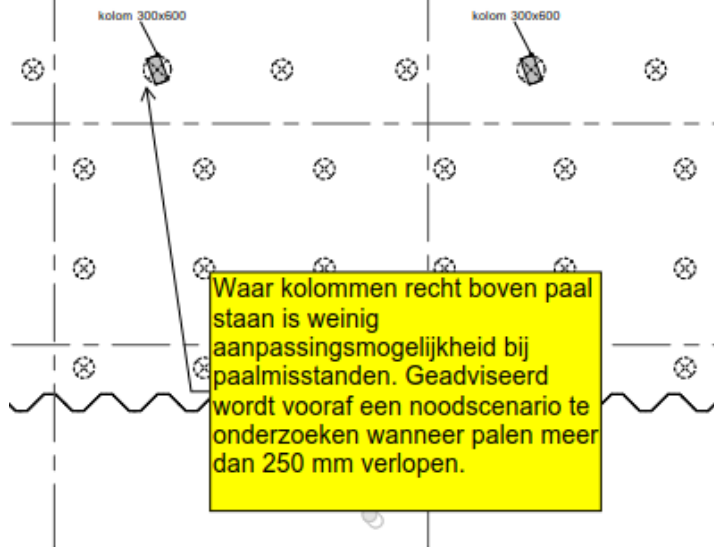 kolom 300x600
kolom 300x600
Waar kolommen recht boven paal
staan is weinig
aanpassingsmogelijkheid bij
paalmisstanden. Geadviseerd
wordt vooraf een noodscenario te
onderzoeken wanneer palen meer
dan 250 mm verlopen.